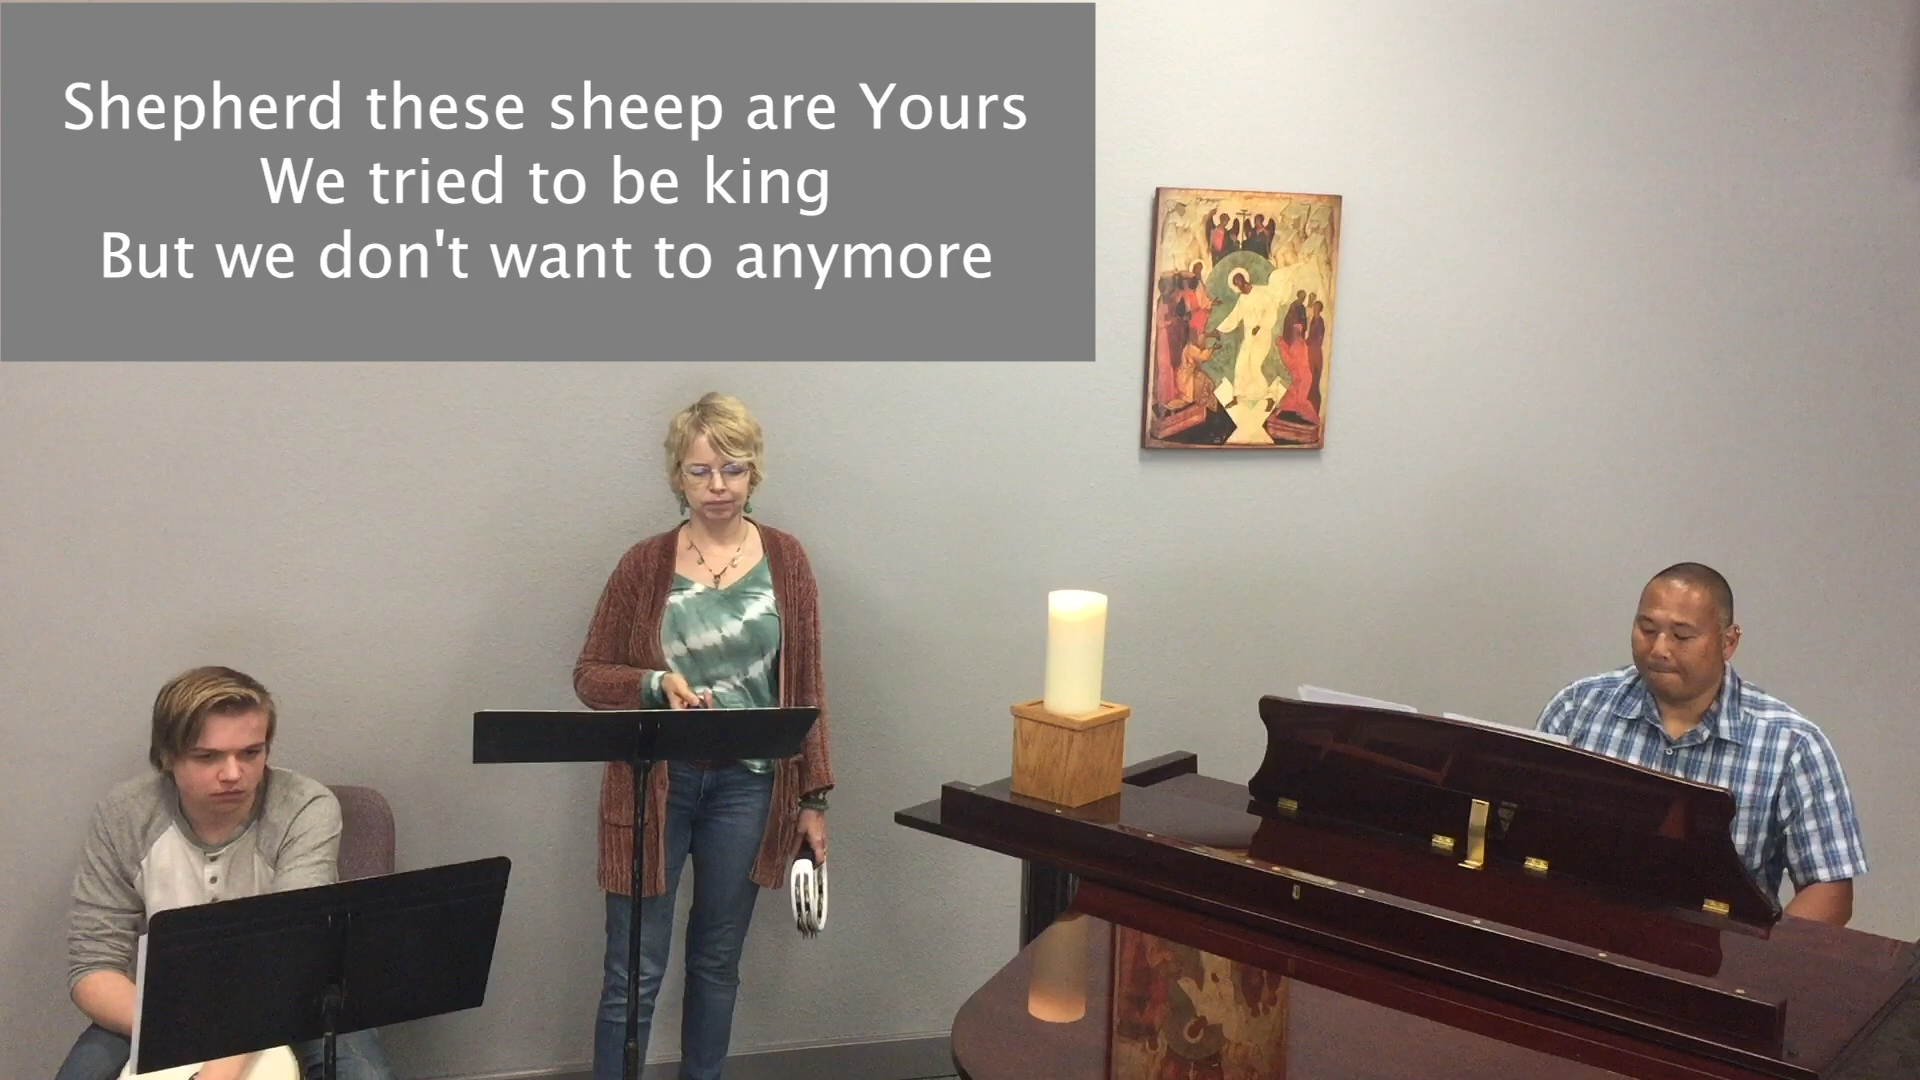 Shepherd these sheep are Yours
We tried to be king
But we don't want to anymore